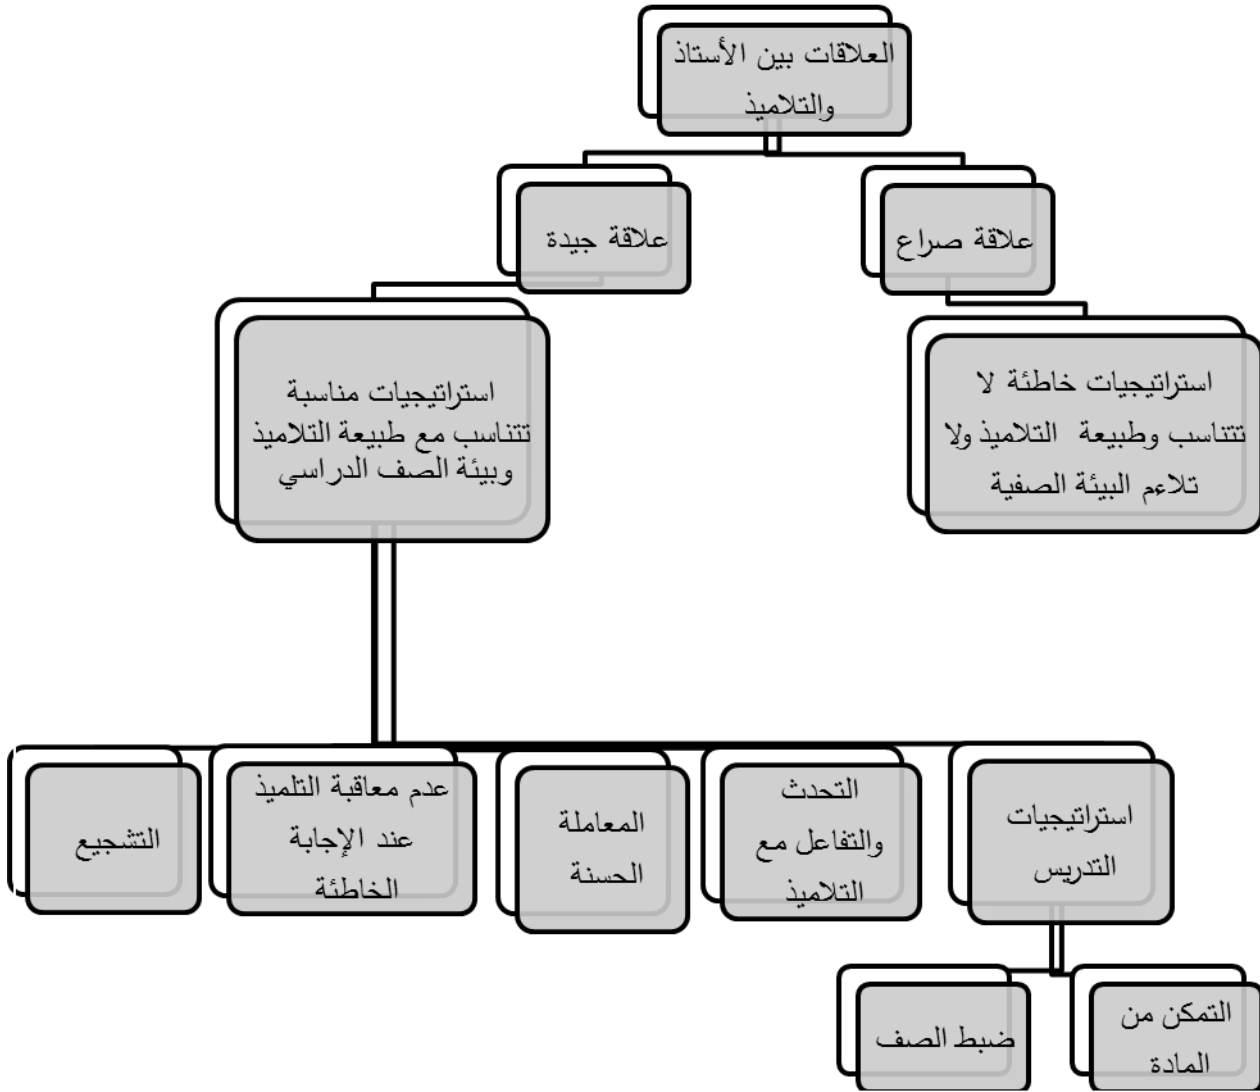 العلاقات بين الأستاذ
والتلاميذ
علاقة صراع
علاقة جيدة
استراتيجيات خاطئة لا
تتناسب وطبيعة التلاميذ ولا
تلاءم البيئة الصفية
استراتيجيات مناسبة
تتناسب مع طبيعة التلاميذ
وبيئة الصف الدراسي
استراتيجيات
التدريس
التحدث
والتفاعل مع
التلاميذ
المعاملة
الحسنة
عدم معاقبة التلميذ
عند الإجابة
الخاطئة
التشجيع
التمكن من
المادة
ضبط الصف